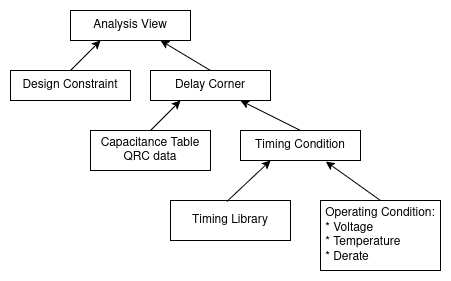 Analysis View
Design Constraint
Delay Corner
Capacitance Table
QRC data
Timing Condition
Timing Library
Operating Condition:
* Voltage
* Temperature
* Derate